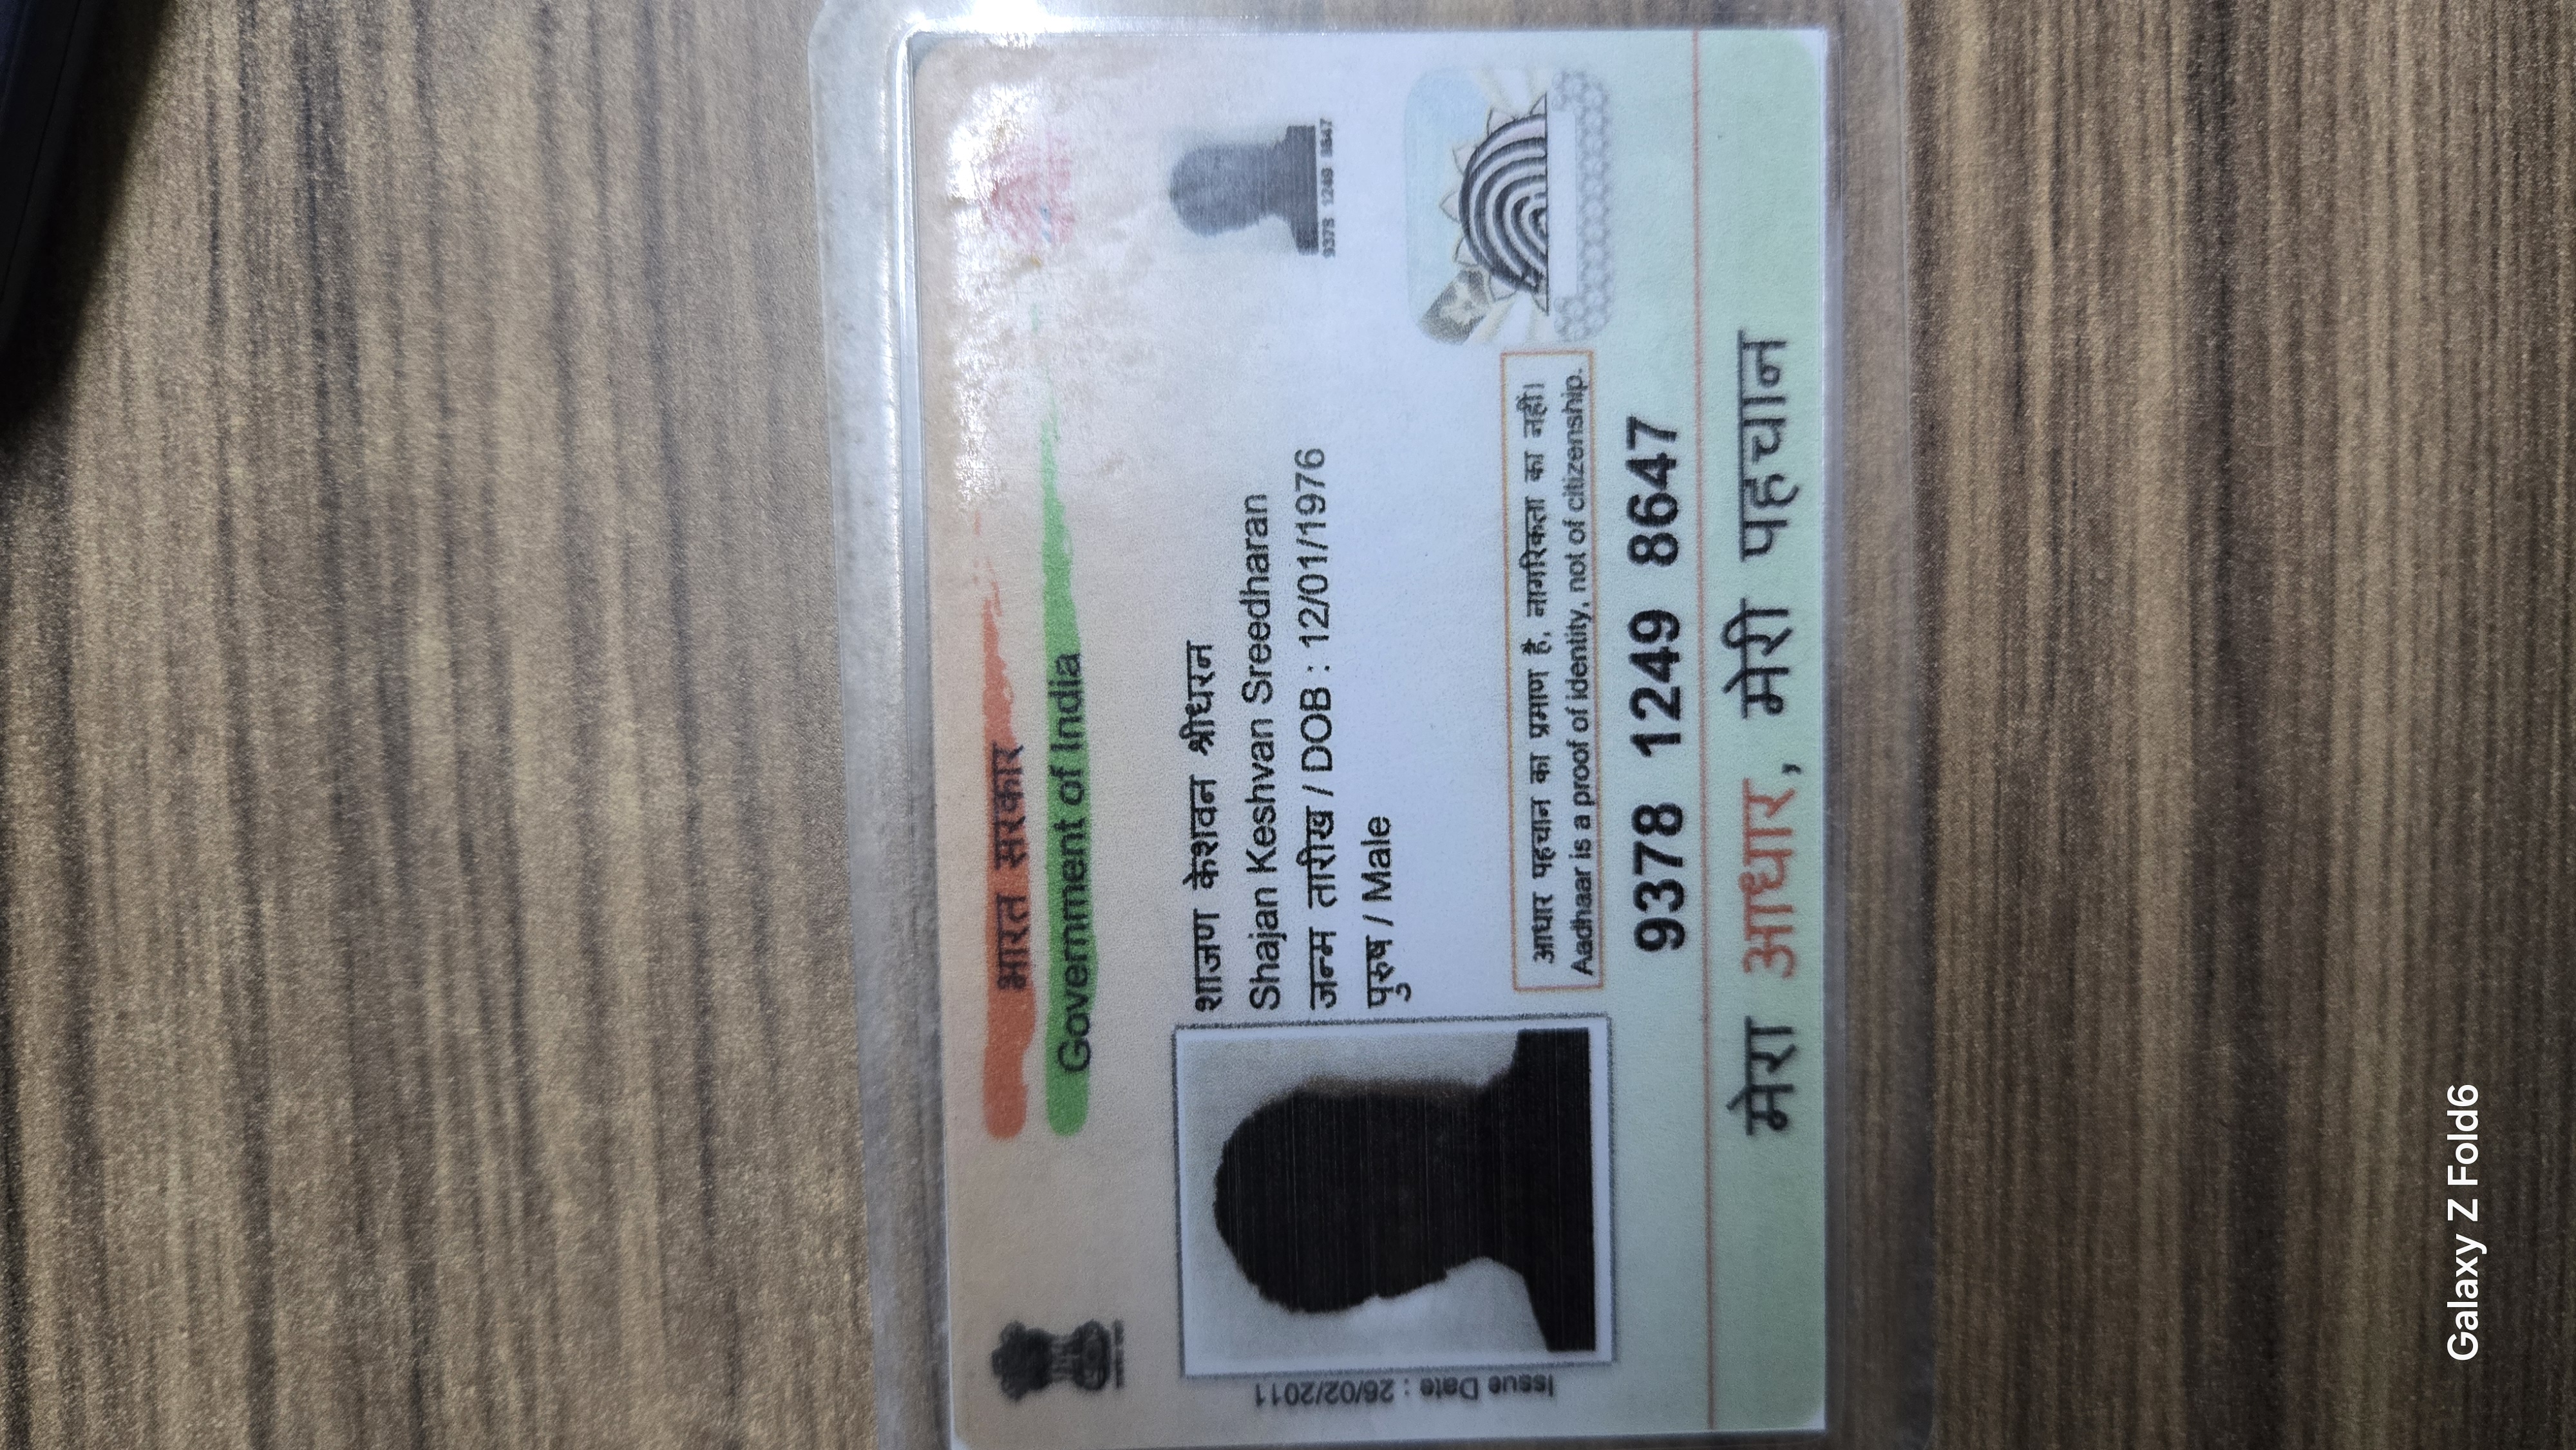 भारत सरकार
Government of India
शाजण केशवन श्रीधरन
Shajan Keshvan Sreedharan
जन्म तारीख / DOB : 12/01/1976
पुरुष / Male
9378 1249 8647
Issue Date : 26/02/2011
आधार पहचान का प्रमाण है, नागरिकता का नहीं।
Aadhaar is a proof of identity, not of citizenship.
9378 1249 8647
मेरा आधार, मेरी पहचान
Galaxy Z Fold6